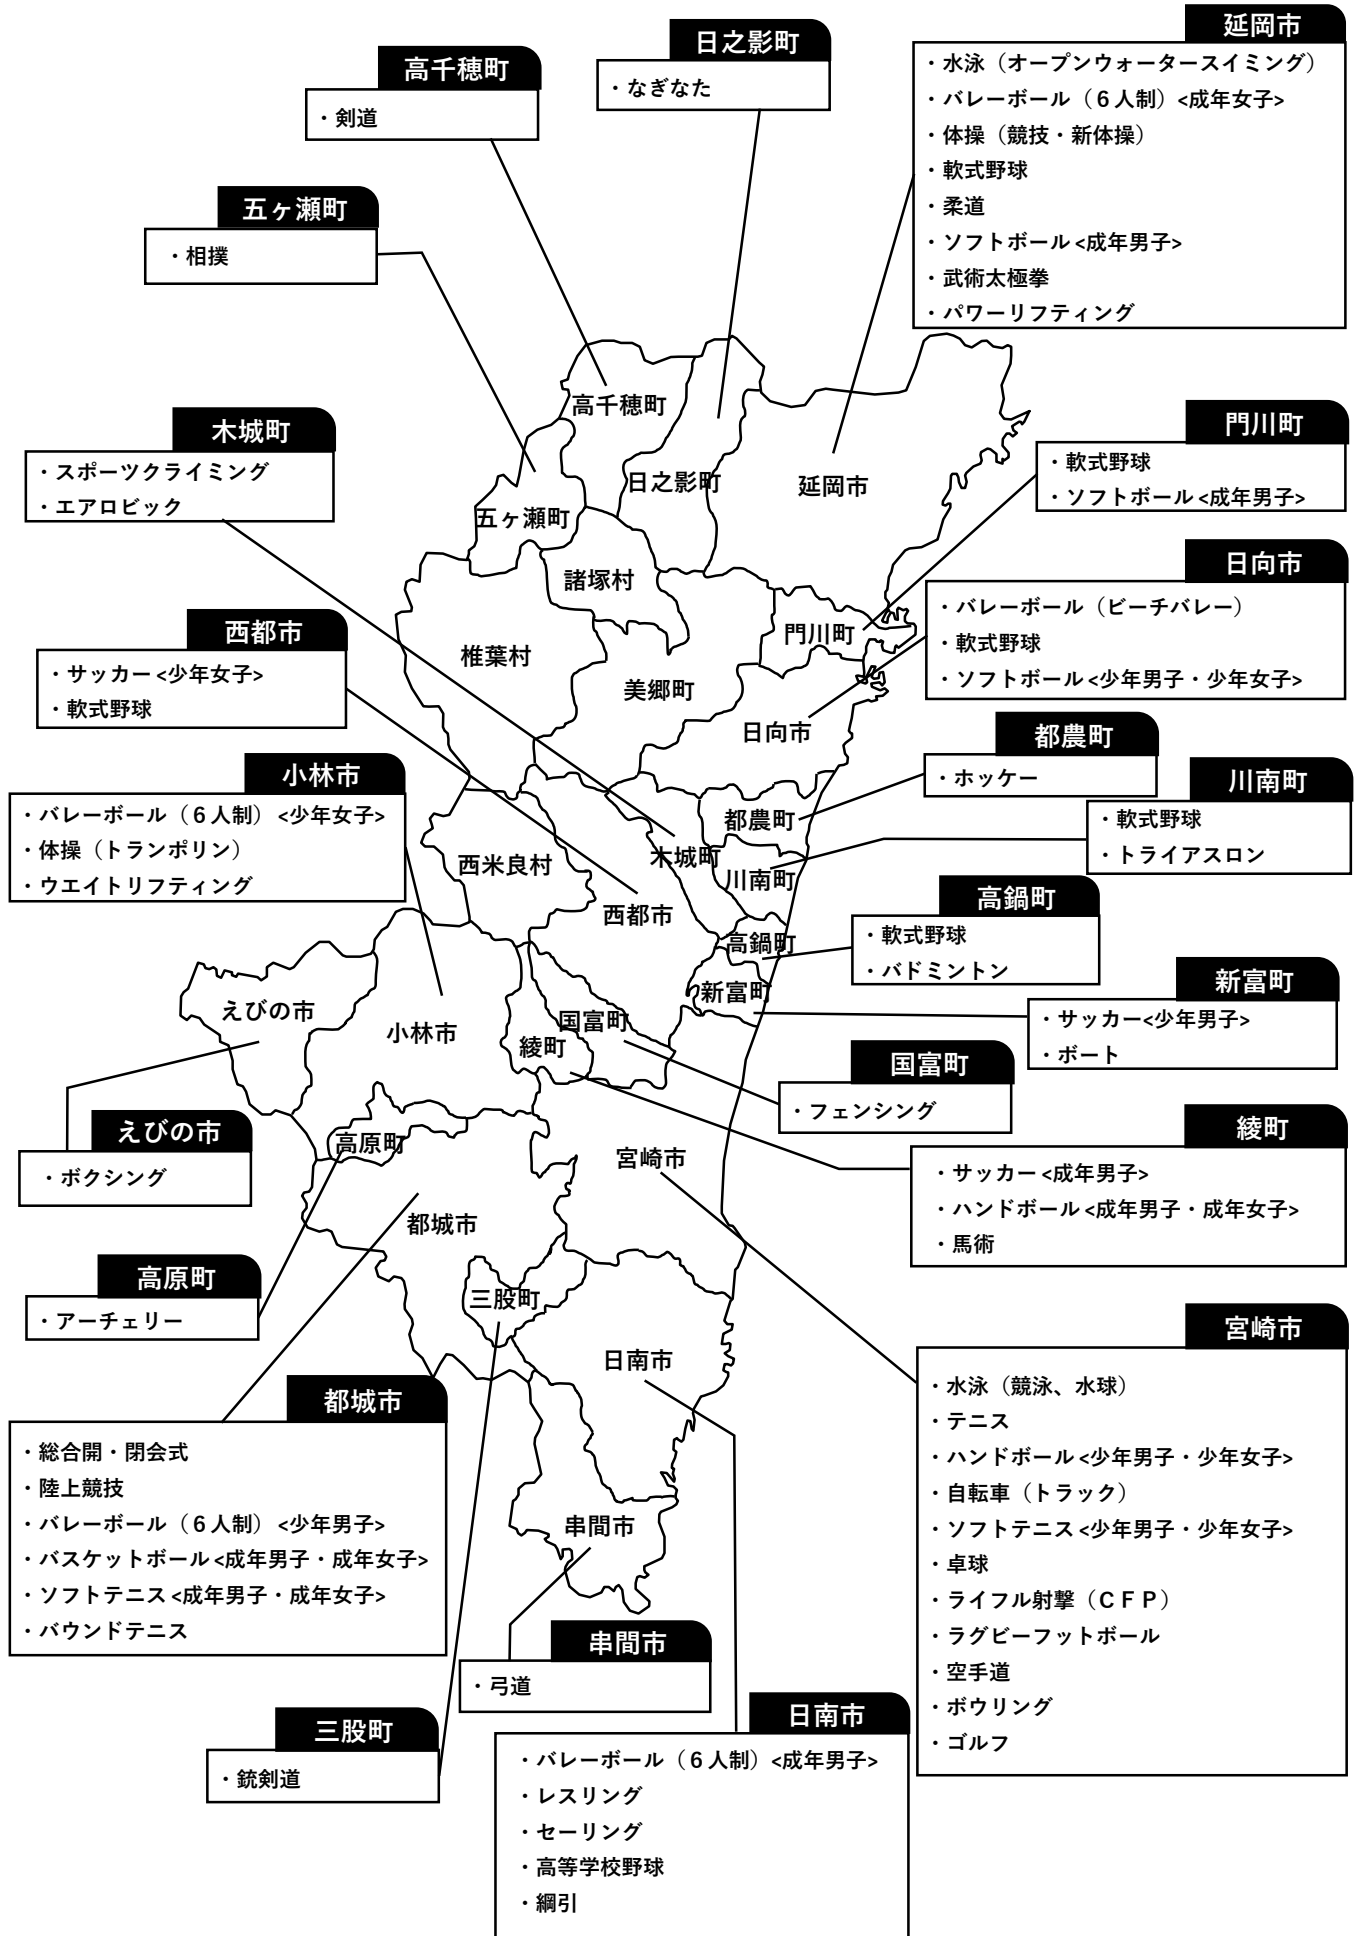 延岡市
・水泳（オープンウォータースイミング）
・バレーボール（６人制）<成年女子>
・体操（競技・新体操）
・軟式野球
・柔道
・ソフトボール<成年男子>
・武術太極拳
・パワーリフティング
日之影町
・なぎなた
高千穂町
・剣道
五ヶ瀬町
・相撲
木城町
・スポーツクライミング
・エアロビック
西都市
・サッカー<少年女子>
・軟式野球
小林市
・バレーボール（６人制）<少年女子>
・体操（トランポリン）
・ウエイトリフティング
門川町
・軟式野球
・ソフトボール<成年男子>
日向市
・バレーボール（ビーチバレー）
・軟式野球
・ソフトボール<少年男子・少年女子>
都農町
・ホッケー
川南町
・軟式野球
・トライアスロン
高鍋町
・軟式野球
・バドミントン
新富町
・サッカー<少年男子>
・ボート
国富町
・フェンシング
綾町
・サッカー<成年男子>
・ハンドボール<成年男子・成年女子>
・馬術
高千穂町
日之影町
延岡市
五ヶ瀬町
諸塚村
門川町
椎葉村
美郷町
日向市
都農町
木城町
西米良村
川南町
西都市
高鍋町
新富町
えびの市
国富町
小林市
綾町
高原町
宮崎市
都城市
三股町
日南市
串間市
えびの市
・ボクシング
高原町
・アーチェリー
都城市
・総合開・閉会式
・陸上競技
・バレーボール（６人制）<少年男子>
・バスケットボール<成年男子・成年女子>
・ソフトテニス<成年男子・成年女子>
・バウンドテニス
宮崎市
・水泳（競泳、水球）
・テニス
・ハンドボール<少年男子・少年女子>
・自転車（トラック）
・ソフトテニス<少年男子・少年女子>
・卓球
・ライフル射撃（ＣＦＰ）
・ラグビーフットボール
・空手道
・ボウリング
・ゴルフ
串間市
・弓道
三股町
・銃剣道
日南市
・バレーボール（６人制）<成年男子>
・レスリング
・セーリング
・高等学校野球
・綱引